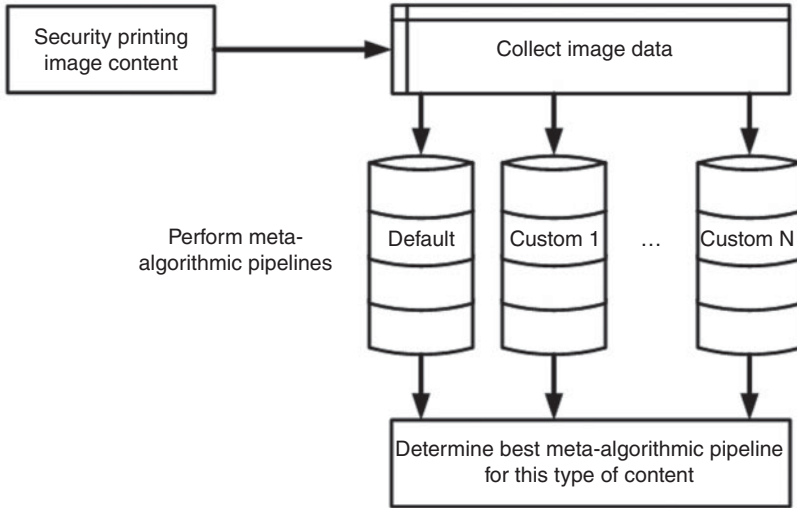 Security printing
image content
Collect image data
Perform meta-
algorithmic pipelines
Default
Custom 1
...
Custom N
Determine best meta-algorithmic pipeline
for this type of content